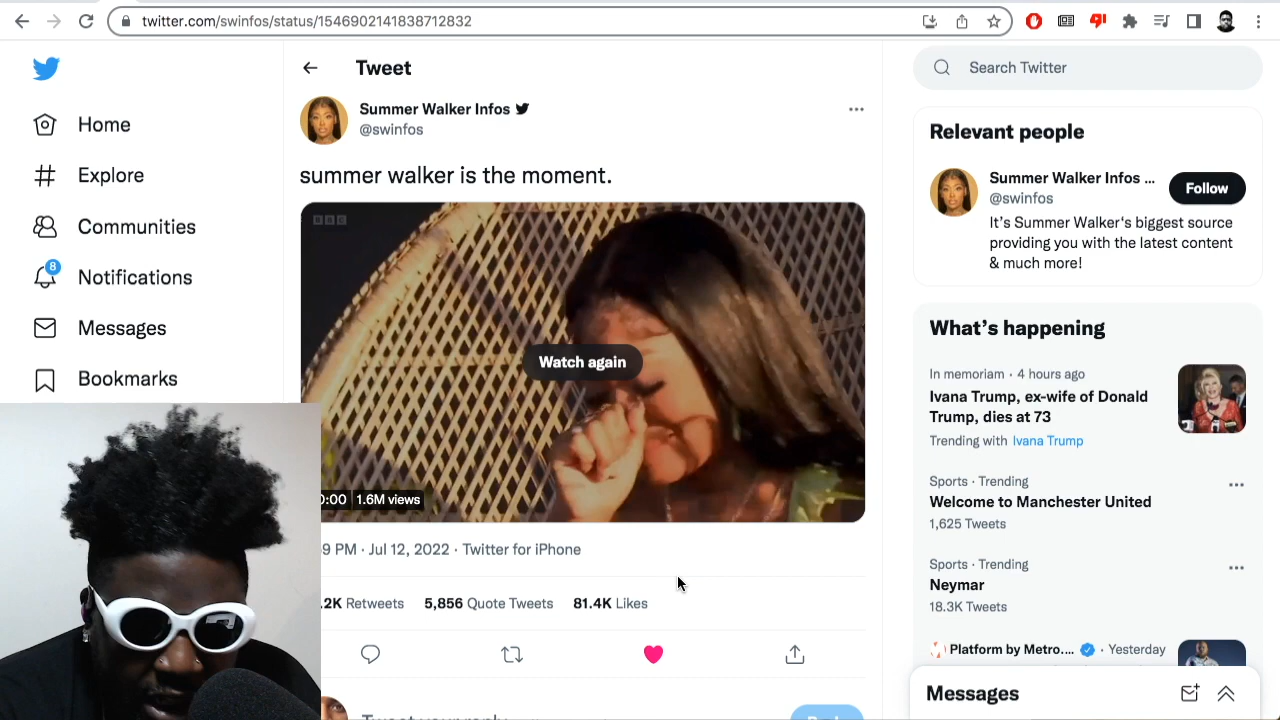 twitter.com/swinfos/status/1546902141838712832
Tweet
Search Twitter
Home
Explore
Communities
8
Notifications
Messages
Bookmarks
Summer Walker Infos
@swinfos
summer walker is the moment.
BBC
Watch again
0:00 1.6M views
9 PM · Jul 12, 2022 · Twitter for iPhone
.2K Retweets 5,856 Quote Tweets 81.4K Likes
Relevant people
Summer Walker Infos ...
@swinfos
Follow
It's Summer Walker's biggest source
providing you with the latest content
& much more!
What's happening
In memoriam · 4 hours ago
Ivana Trump, ex-wife of Donald
Trump, dies at 73
Trending with Ivana Trump
Sports · Trending
Welcome to Manchester United
1,625 Tweets
Sports · Trending
Neymar
18.3K Tweets
Platform by Metro.... · Yesterday
Messages